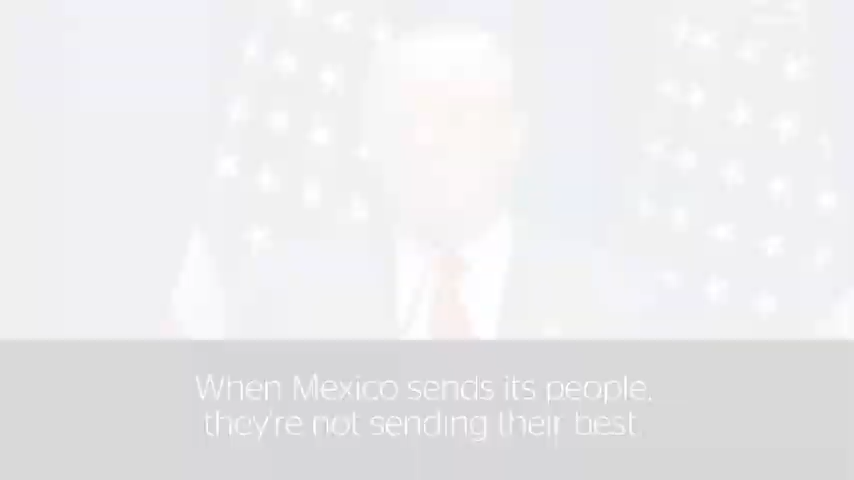 When Mexico sends its people,
they're not sending their best.